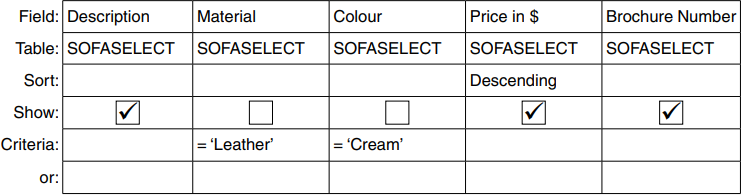 Field: Description Material Colour Price in $ Brochure Number
Table: SOFASELECT SOFASELECT SOFASELECT SOFASELECT SOFASELECT
Sort: Descending
Show: ✓ ✓ ✓
Criteria: = ‘Leather’ = ‘Cream’
or: